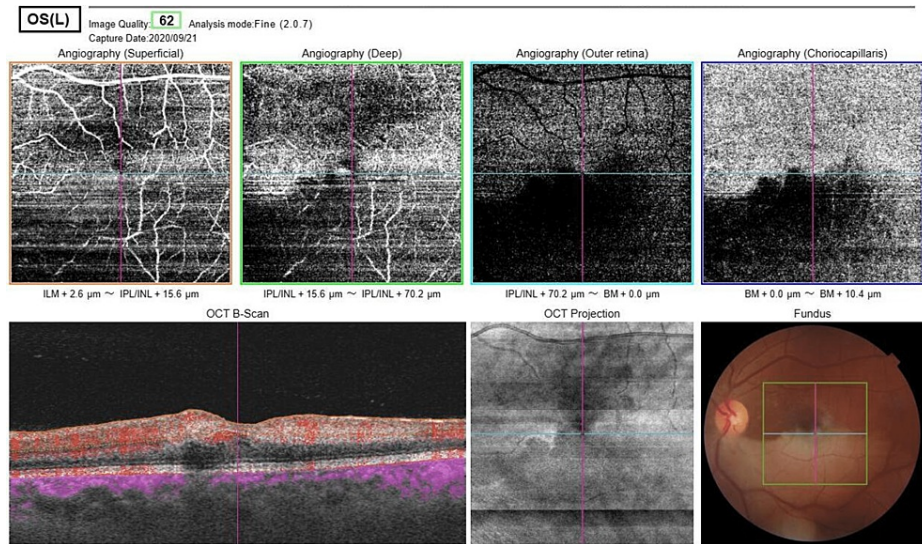 OS(L)
Image Quality: 62 Analysis mode:Fine (2.0.7)
Capture Date:2020/09/21
Angiography (Superficial) Angiography (Deep) Angiography (Outer retina) Angiography (Choriocapillaris)
ILM + 2.6 μm ～ IPL/INL + 15.6 μm IPL/INL + 15.6 μm ～ IPL/INL + 70.2 μm IPL/INL + 70.2 μm ～ BM + 0.0 μm BM + 0.0 μm ～ BM + 10.4 μm
OCT B-Scan OCT Projection Fundus